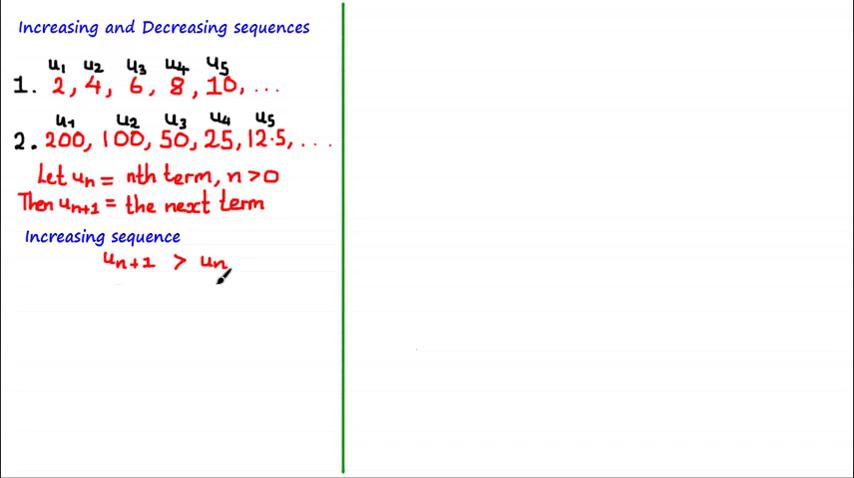 Increasing and Decreasing sequences
u₁ u₂ u₃ u₄ u₅
1. 2, 4, 6, 8, 10, ...
u₁ u₂ u₃ u₄ u₅
2. 200, 100, 50, 25, 12.5, ...
Let uₙ = nth term, n > 0
Then uₙ₊₁ = the next term
Increasing sequence
uₙ₊₁ > uₙ